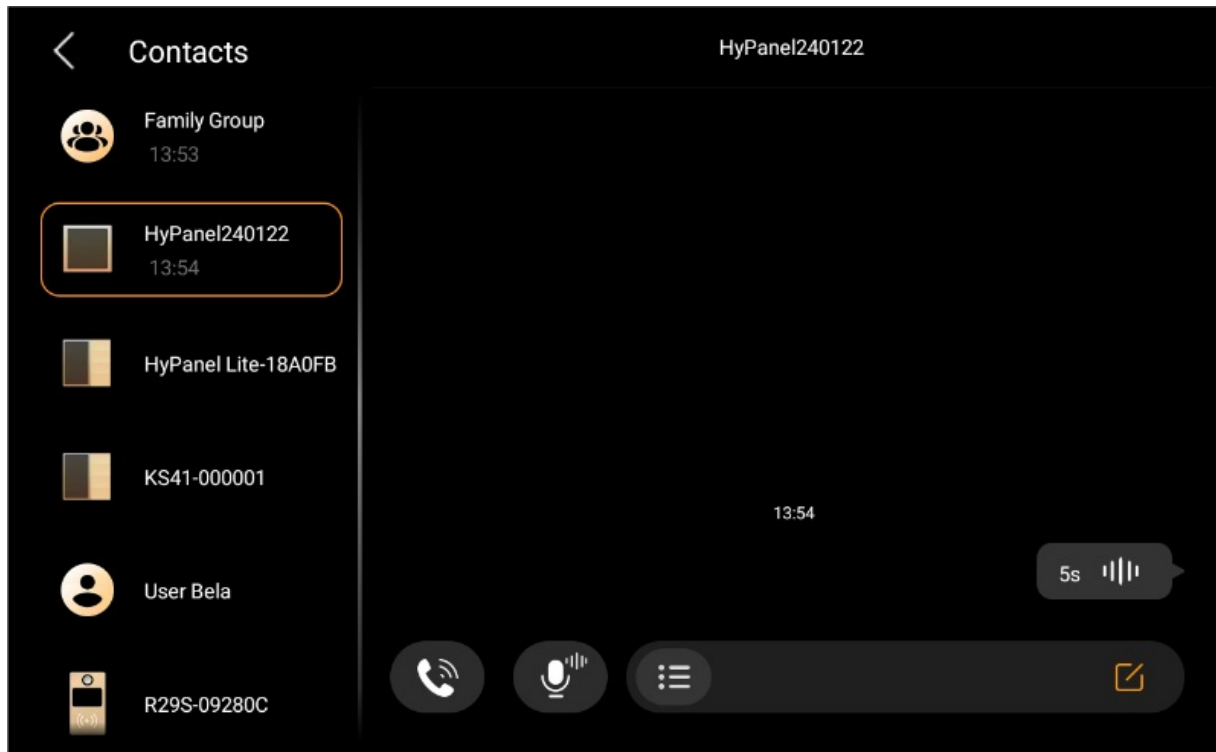 Contacts
HyPanel240122
Family Group
13:53
HyPanel240122
13:54
HyPanel Lite-18A0FB
KS41-000001
User Bela
R29S-09280C
13:54
5s